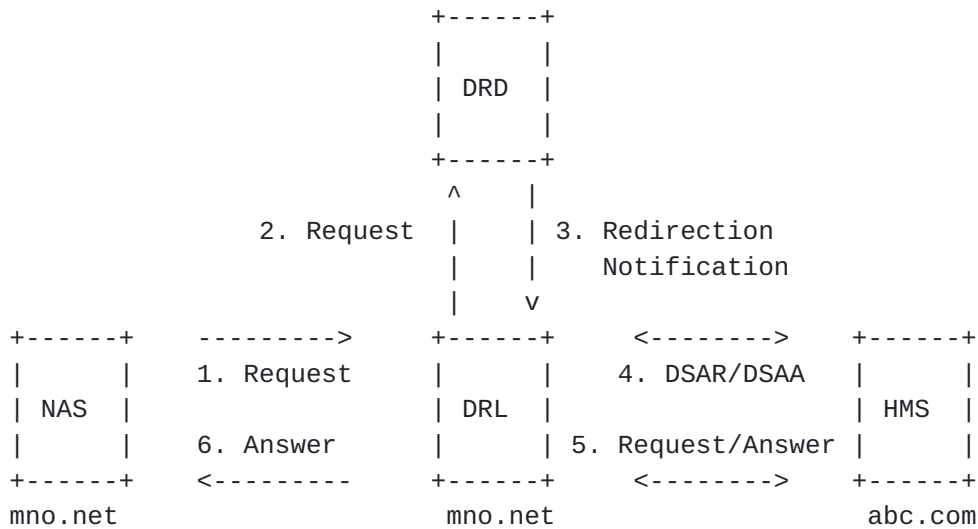 DRD
2. Request 3. Redirection
Notification
1. Request 4. DSAR/DSAA
NAS DRL HMS
6. Answer 5. Request/Answer
mno.net mno.net abc.com